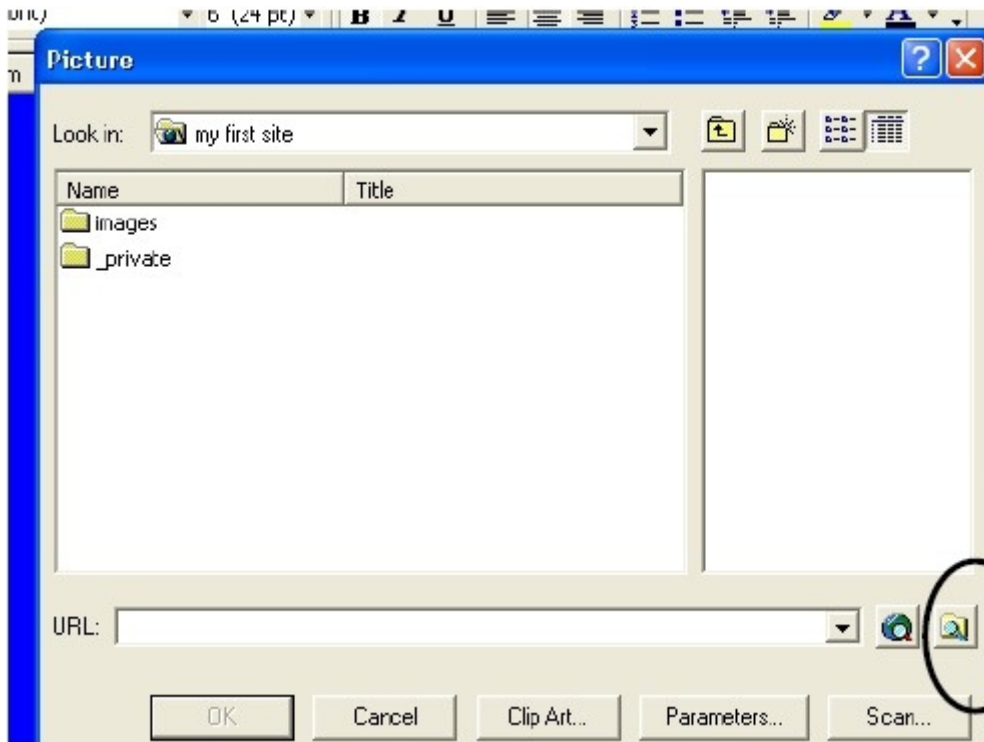 6 (24 pt) B I U A
m
Picture
Look in: my first site
Name Title
images
_private
URL:
OK Cancel Clip Art... Parameters... Scan...